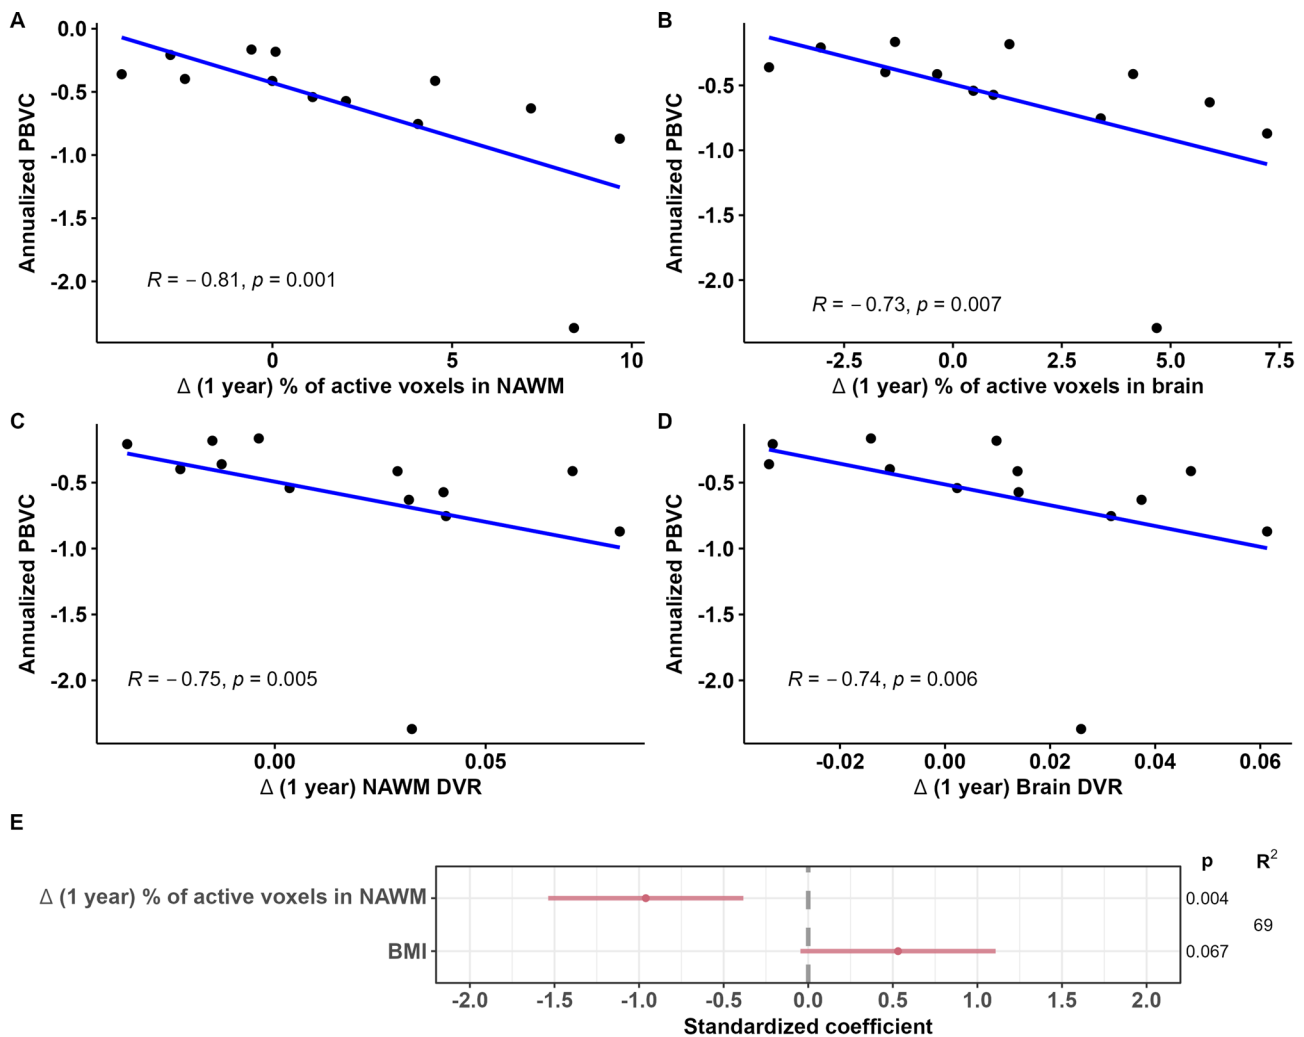 A
0.0
-0.5
-1.0
-1.5
-2.0
Annualized PBVC
R = −0.81, p = 0.001
0 5 10
Δ (1 year) % of active voxels in NAWM
B
-0.5
-1.0
-1.5
-2.0
Annualized PBVC
R = −0.73, p = 0.007
-2.5 0.0 2.5 5.0 7.5
Δ (1 year) % of active voxels in brain
C
-0.5
-1.0
-1.5
-2.0
Annualized PBVC
R = −0.75, p = 0.005
0.00 0.05
Δ (1 year) NAWM DVR
D
-0.5
-1.0
-1.5
-2.0
Annualized PBVC
R = −0.74, p = 0.006
-0.02 0.00 0.02 0.04 0.06
Δ (1 year) Brain DVR
E
p R²
Δ (1 year) % of active voxels in NAWM 0.004
69
BMI 0.067
-2.0 -1.5 -1.0 -0.5 0.0 0.5 1.0 1.5 2.0
Standardized coefficient